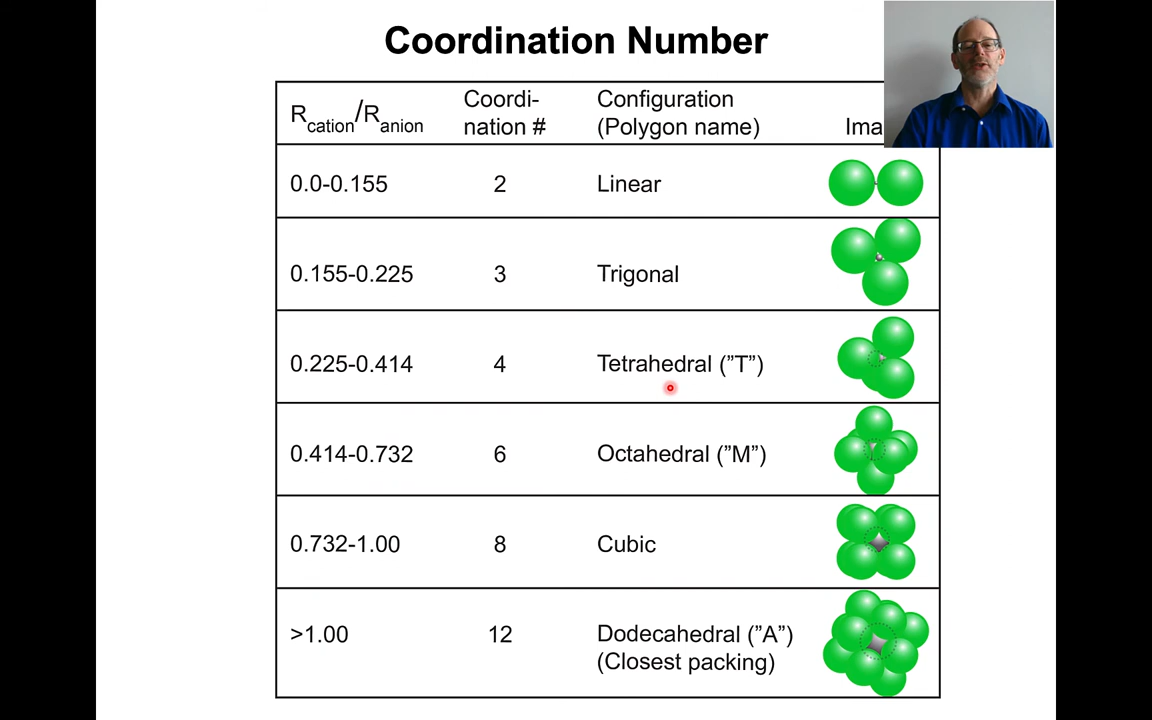 Coordination Number
Rcation/Ranion
Coordi-
nation #
Configuration
(Polygon name)
0.0-0.155 2 Linear
0.155-0.225 3 Trigonal
0.225-0.414 4 Tetrahedral (”T”)
0.414-0.732 6 Octahedral (”M”)
0.732-1.00 8 Cubic
>1.00 12 Dodecahedral (”A”)
(Closest packing)